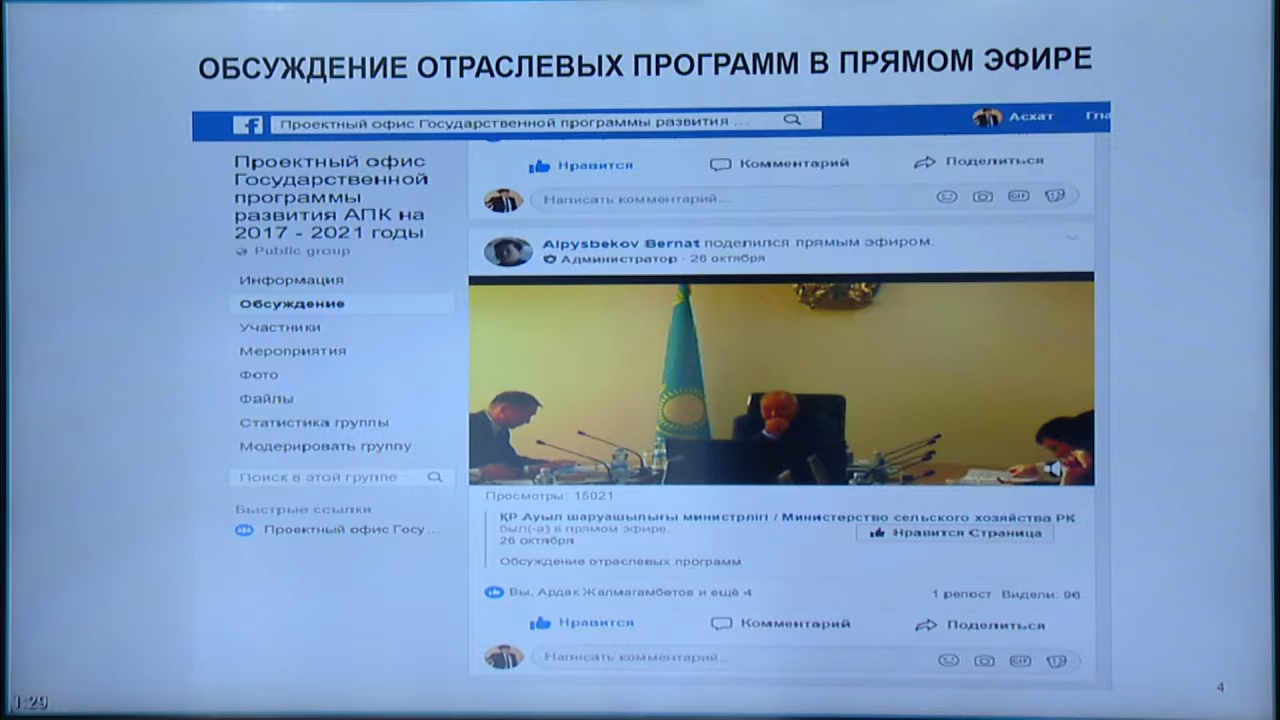 ОБСУЖДЕНИЕ ОТРАСЛЕВЫХ ПРОГРАММ В ПРЯМОМ ЭФИРЕ
Проектный офис Государственной программы развития ...
Асхат
Гла
Проектный офис
Государственной
программы
развития АПК на
2017 - 2021 годы
Public group
Информация
Обсуждение
Участники
Мероприятия
Фото
Файлы
Статистика группы
Модерировать группу
Поиск в этой группе
Быстрые ссылки
Проектный офис Госу...
Нравится Комментарий Поделиться
Написать комментарий...
GIF
Alpysbekov Bernat поделился прямым эфиром.
Администратор · 26 октября
Просмотры: 15021
ҚР Ауыл шаруашылығы министрлігі / Министерство сельского хозяйства РК
был(-а) в прямом эфире.
26 октября
Нравится Страница
Обсуждение отраслевых программ
Вы, Ардак Жалмагамбетов и ещё 4
1 репост Видели: 96
Нравится Комментарий Поделиться
Написать комментарий...
GIF
4
1:29